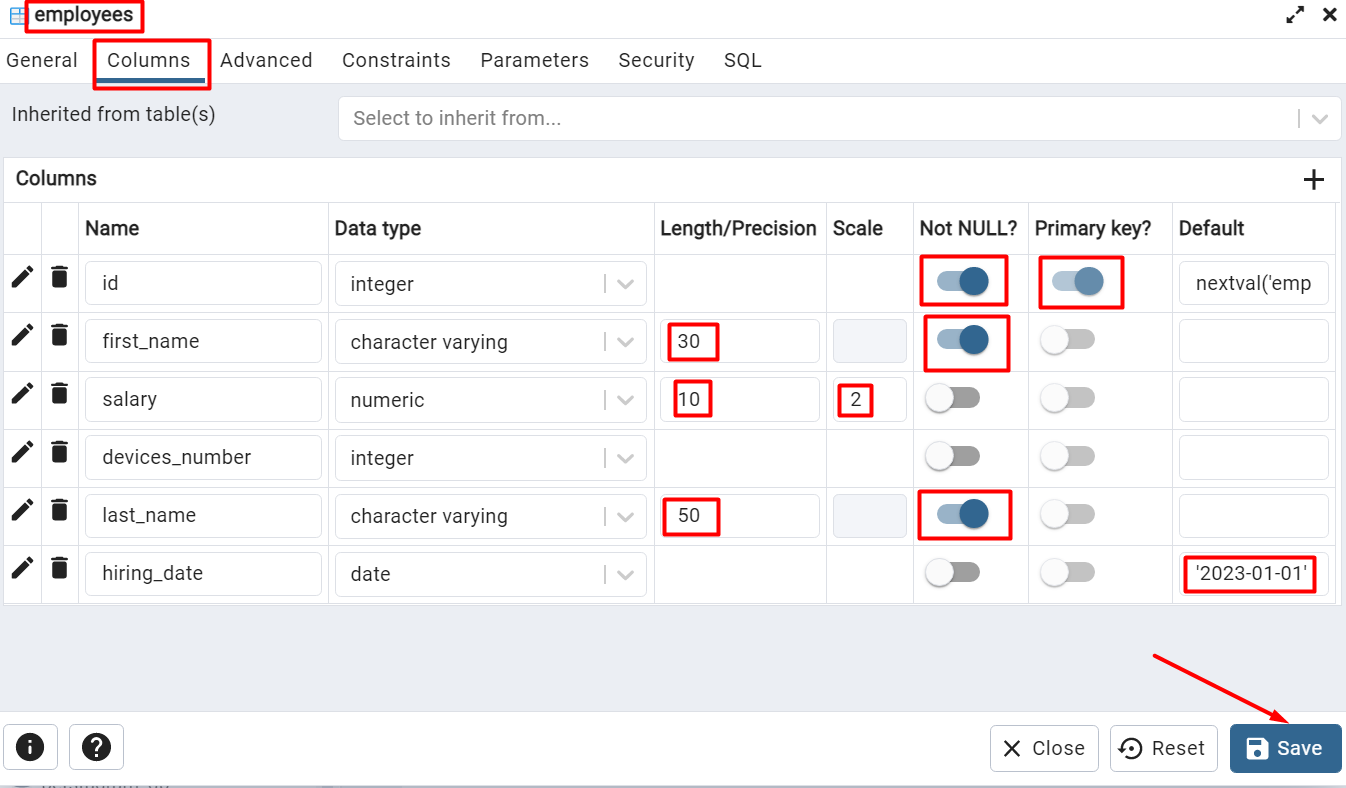 employees
General Columns Advanced Constraints Parameters Security SQL
Inherited from table(s) Select to inherit from...
Columns
Name Data type Length/Precision Scale Not NULL? Primary key? Default
id integer nextval('emp
first_name character varying 30
salary numeric 10 2
devices_number integer
last_name character varying 50
hiring_date date '2023-01-01'
Close Reset Save